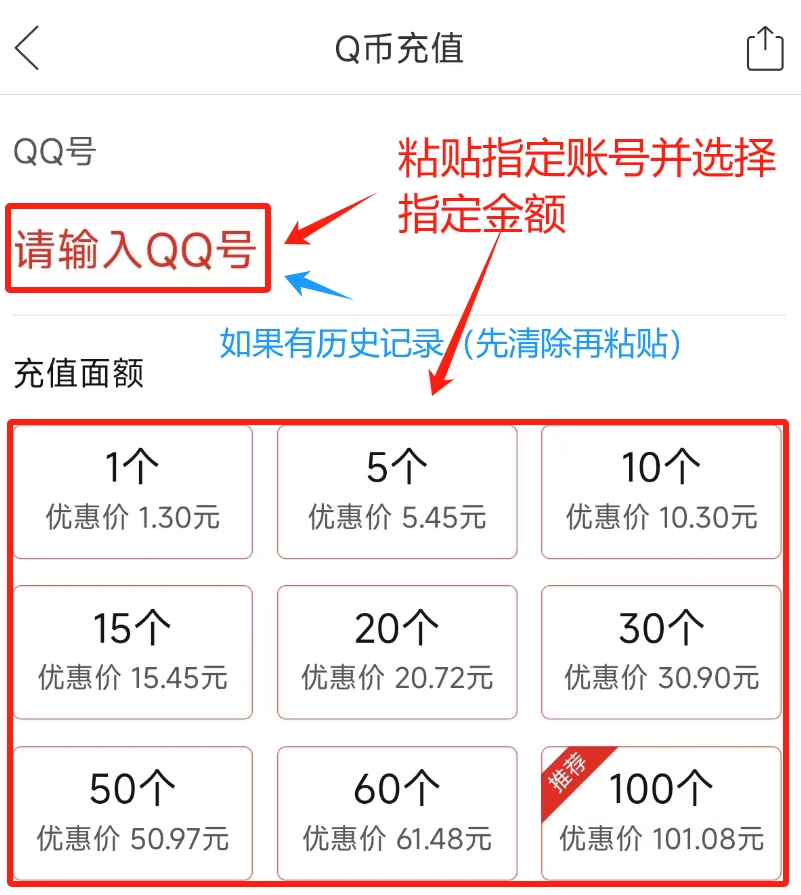 Q币充值
QQ号
粘贴指定账号并选择
指定金额
请输入QQ号
如果有历史记录（先清除再粘贴）
充值面额
1个
优惠价 1.30元
5个
优惠价 5.45元
10个
优惠价 10.30元
15个
优惠价 15.45元
20个
优惠价 20.72元
30个
优惠价 30.90元
50个
优惠价 50.97元
60个
优惠价 61.48元
推荐
100个
优惠价 101.08元